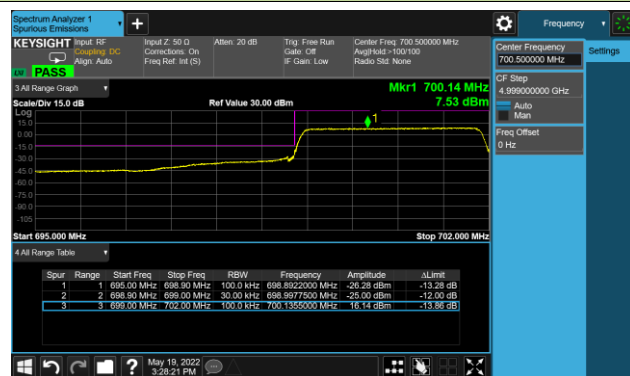 Spectrum Analyzer 1
Spurious Emissions
Frequency
KEYSIGHT Input: RF
Coupling: DC
Align: Auto
Input Z: 50 Ω
Corrections: On
Freq Ref: Int (S)
Atten: 20 dB
Trig: Free Run
Gate: Off
IF Gain: Low
Center Freq: 700.500000 MHz
Avg|Hold:>100/100
Radio Std: None
LW PASS
Center Frequency
700.500000 MHz
Settings
CF Step
4.999000000 GHz
Auto
Man
Freq Offset
0 Hz
3 All Range Graph
Mkr1 700.14 MHz
Scale/Div 15.0 dB
Ref Value 30.00 dBm
7.53 dBm
Log
15.0
0.00
-15.0
-30.0
-45.0
-60.0
-75.0
-90.0
-105
1
Start 695.000 MHz
Stop 702.000 MHz
4 All Range Table
Spur Range Start Freq Stop Freq RBW Frequency Amplitude ΔLimit
1 1 695.00 MHz 698.90 MHz 100.0 kHz 698.8922000 MHz -26.28 dBm -13.28 dB
2 2 698.90 MHz 699.00 MHz 30.00 kHz 698.9977500 MHz -25.00 dBm -12.00 dB
3 3 699.00 MHz 702.00 MHz 100.0 kHz 700.1355000 MHz 16.14 dBm -13.86 dB
May 19, 2022
3:28:21 PM